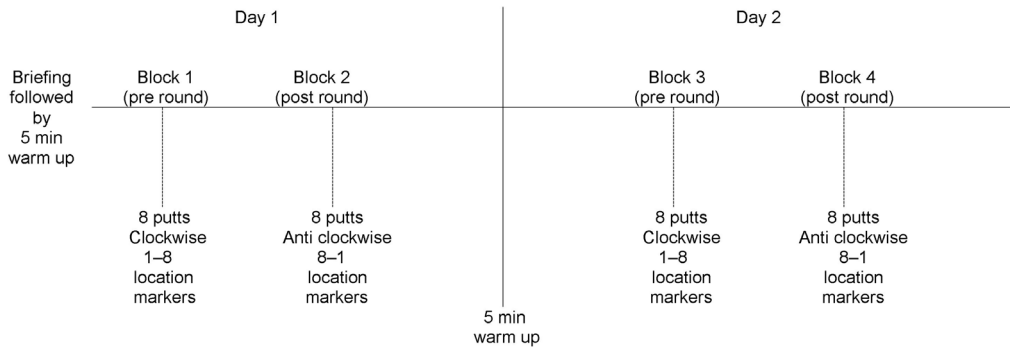 Day 1
Day 2
Briefing
followed
by
5 min
warm up
Block 1
(pre round)
Block 2
(post round)
Block 3
(pre round)
Block 4
(post round)
8 putts
Clockwise
1–8
location
markers
8 putts
Anti clockwise
8–1
location
markers
8 putts
Clockwise
1–8
location
markers
8 putts
Anti clockwise
8–1
location
markers
5 min
warm up